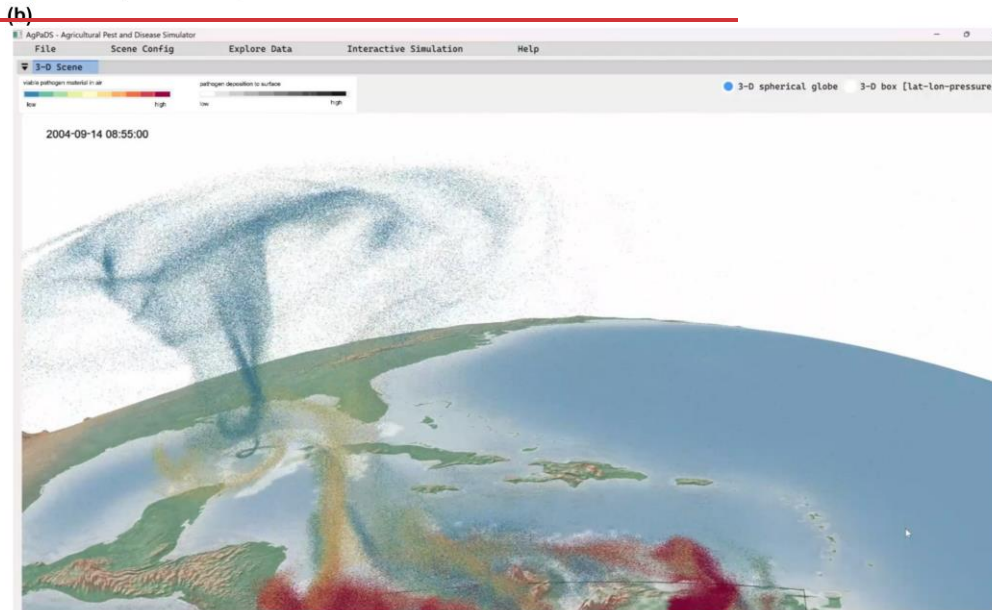 (b)
AgPaDS - Agricultural Pest and Disease Simulator
File Scene Config Explore Data Interactive Simulation Help
3-D Scene
viable pathogen material in air
low high
pathogen deposition to surface
low high
3-D spherical globe 3-D box [lat-lon-pressure
2004-09-14 08:55:00